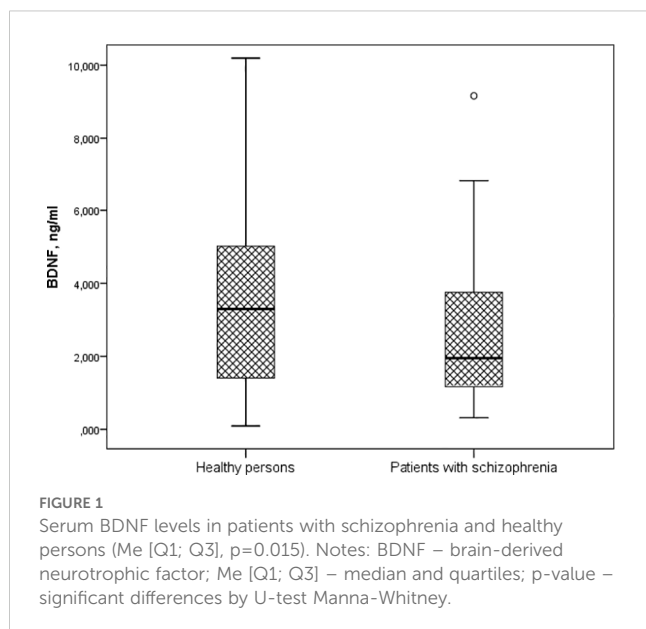 10,000
8,000
6,000
4,000
2,000
,000
BDNF, ng/ml
Healthy persons
Patients with schizophrenia
FIGURE 1
Serum BDNF levels in patients with schizophrenia and healthy
persons (Me [Q1; Q3], p=0.015). Notes: BDNF – brain-derived
neurotrophic factor; Me [Q1; Q3] – median and quartiles; p-value –
significant differences by U-test Manna-Whitney.